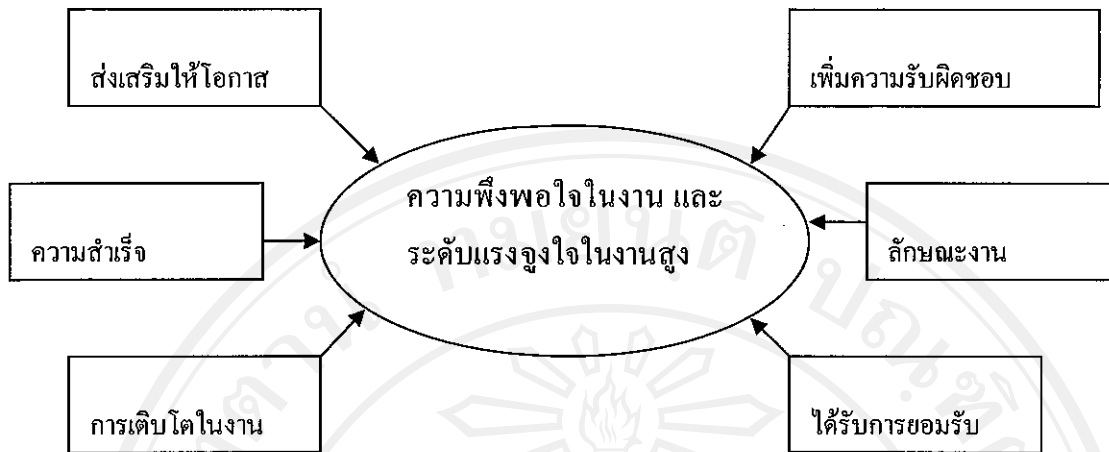 ส่งเสริมให้โอกาส
เพิ่มความรับผิดชอบ
ความพึงพอใจในงาน และ
ระดับแรงจูงใจในงานสูง
ความสำเร็จ
ลักษณะงาน
การเติบโตในงาน
ได้รับการยอมรับ